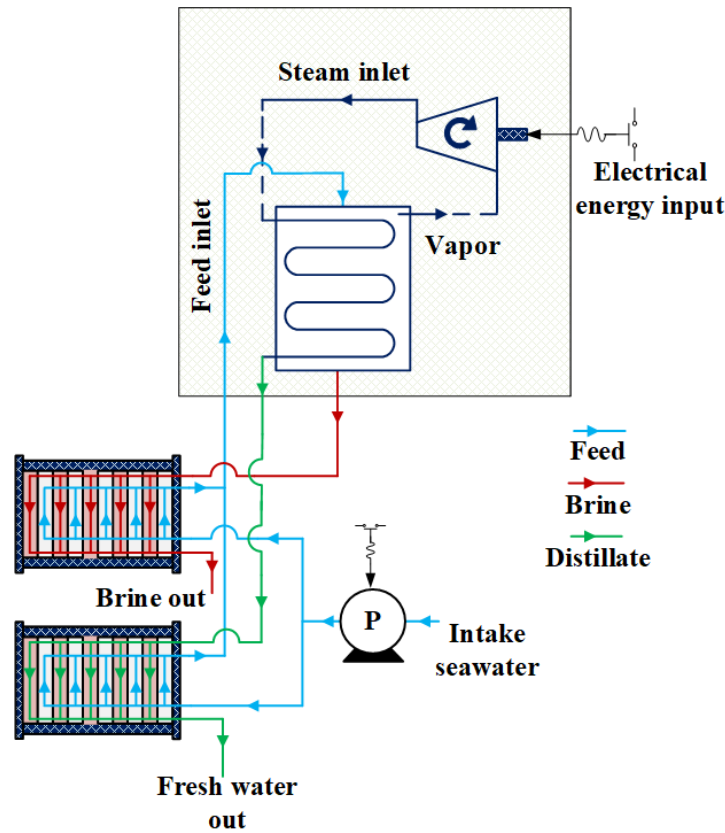 Steam inlet
Electrical
energy input
Vapor
Feed inlet
Feed
Brine
Distillate
Brine out
P
Intake
seawater
Fresh water
out